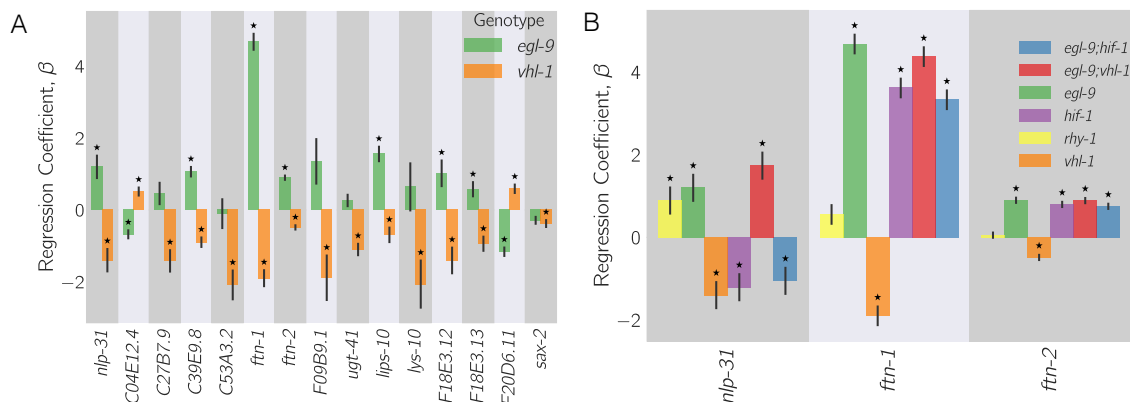 A
Regression Coefficient, β
4
2
0
−2
Genotype
egl-9
vhl-1
nlp-31
C04E12.4
C27B7.9
C39E9.8
C53A3.2
ftn-1
ftn-2
F09B9.1
ugt-41
lips-10
lys-10
F18E3.12
F18E3.13
F20D6.11
sax-2
B
Regression Coefficient, β
4
2
0
−2
egl-9;hif-1
egl-9;vhl-1
egl-9
hif-1
rhy-1
vhl-1
nlp-31
ftn-1
ftn-2